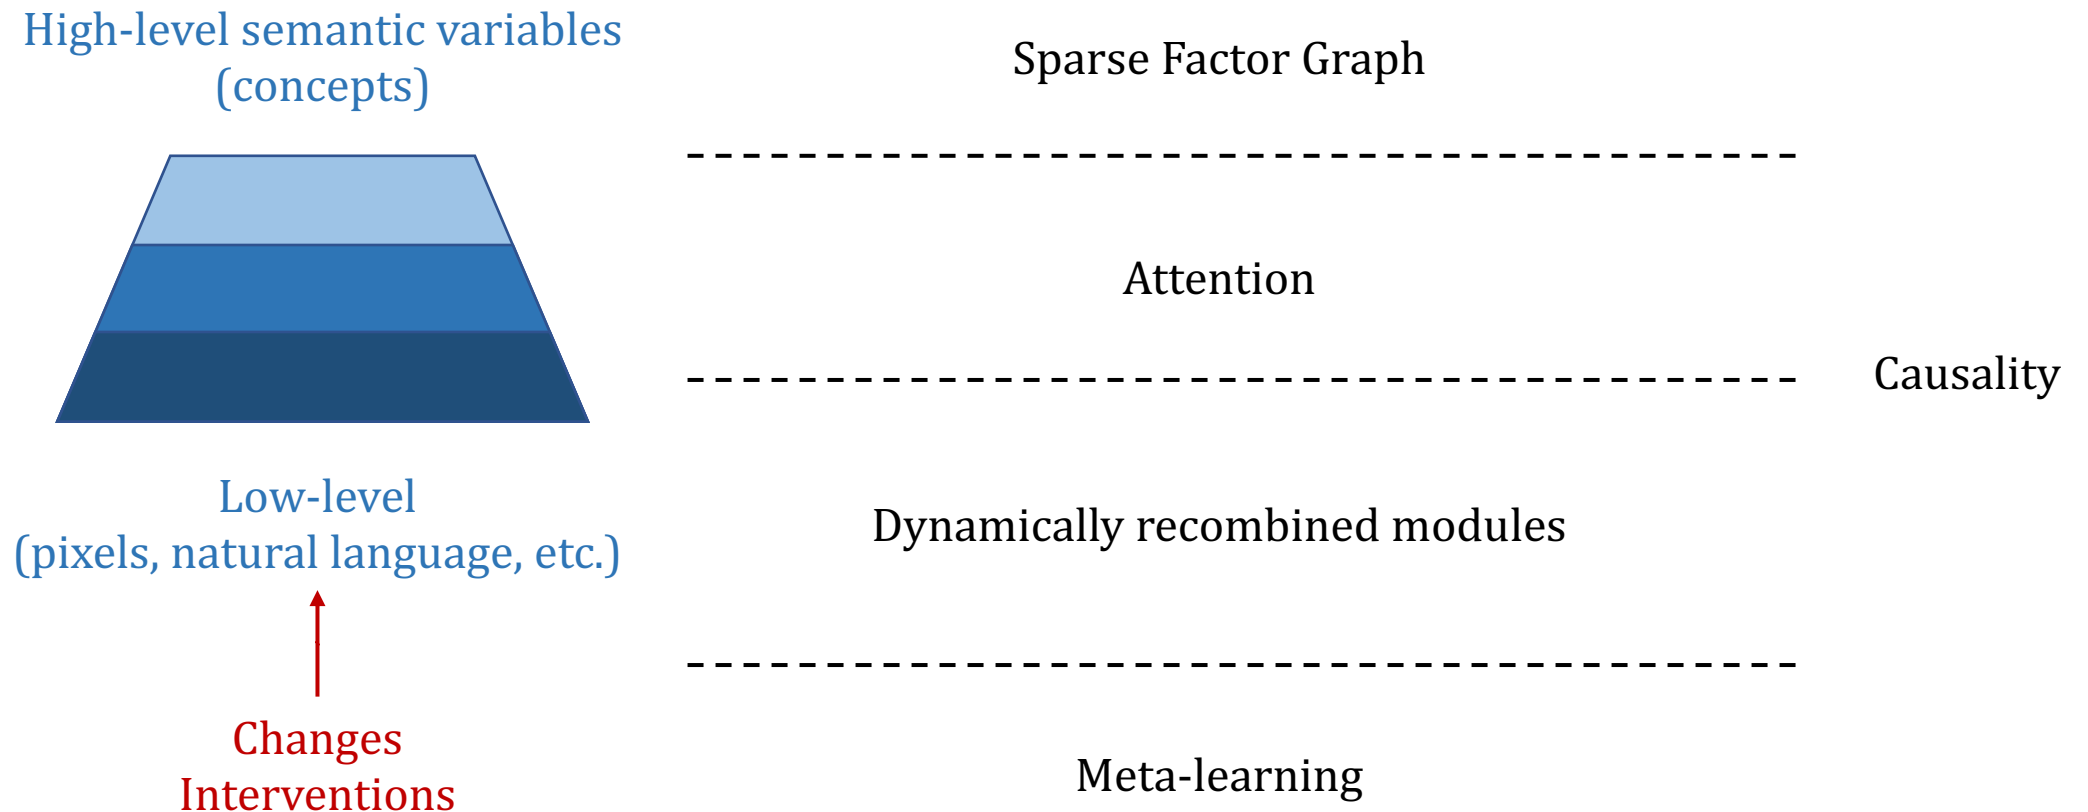 High-level semantic variables
(concepts)
Low-level
(pixels, natural language, etc.)
Changes
Interventions
Sparse Factor Graph
Attention
Dynamically recombined modules
Meta-learning
Causality